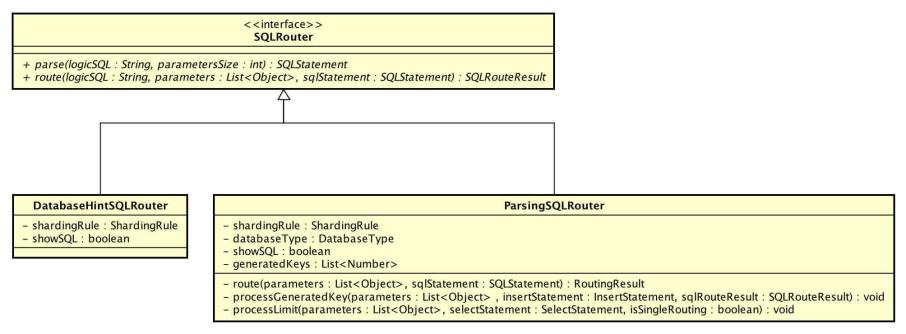 <<interface>>
SQLRouter
+ parse(logicSQL : String, parametersSize : int) : SQLStatement
+ route(logicSQL : String, parameters : List<Object>, sqlStatement : SQLStatement) : SQLRouteResult
DatabaseHintSQLRouter
- shardingRule : ShardingRule
- showSQL : boolean
ParsingSQLRouter
- shardingRule : ShardingRule
- databaseType : DatabaseType
- showSQL : boolean
- generatedKeys : List<Number>
- route(parameters : List<Object>, sqlStatement : SQLStatement) : RoutingResult
- processGeneratedKey(parameters : List<Object> , insertStatement : InsertStatement, sqlRouteResult : SQLRouteResult) : void
- processLimit(parameters : List<Object>, selectStatement : SelectStatement, isSingleRouting : boolean) : void